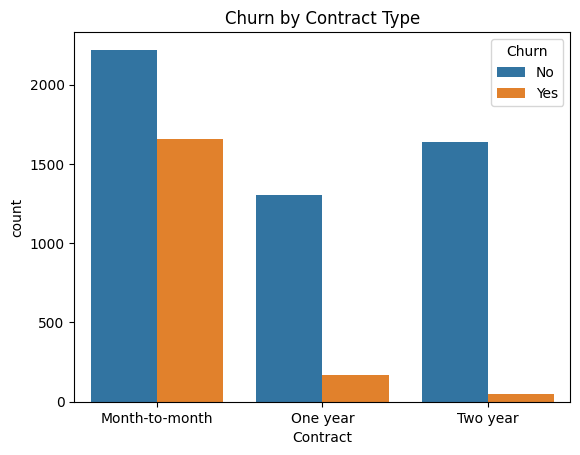 Churn by Contract Type
Churn
No
Yes
2000
1500
1000
500
0
count
Month-to-month
One year
Two year
Contract